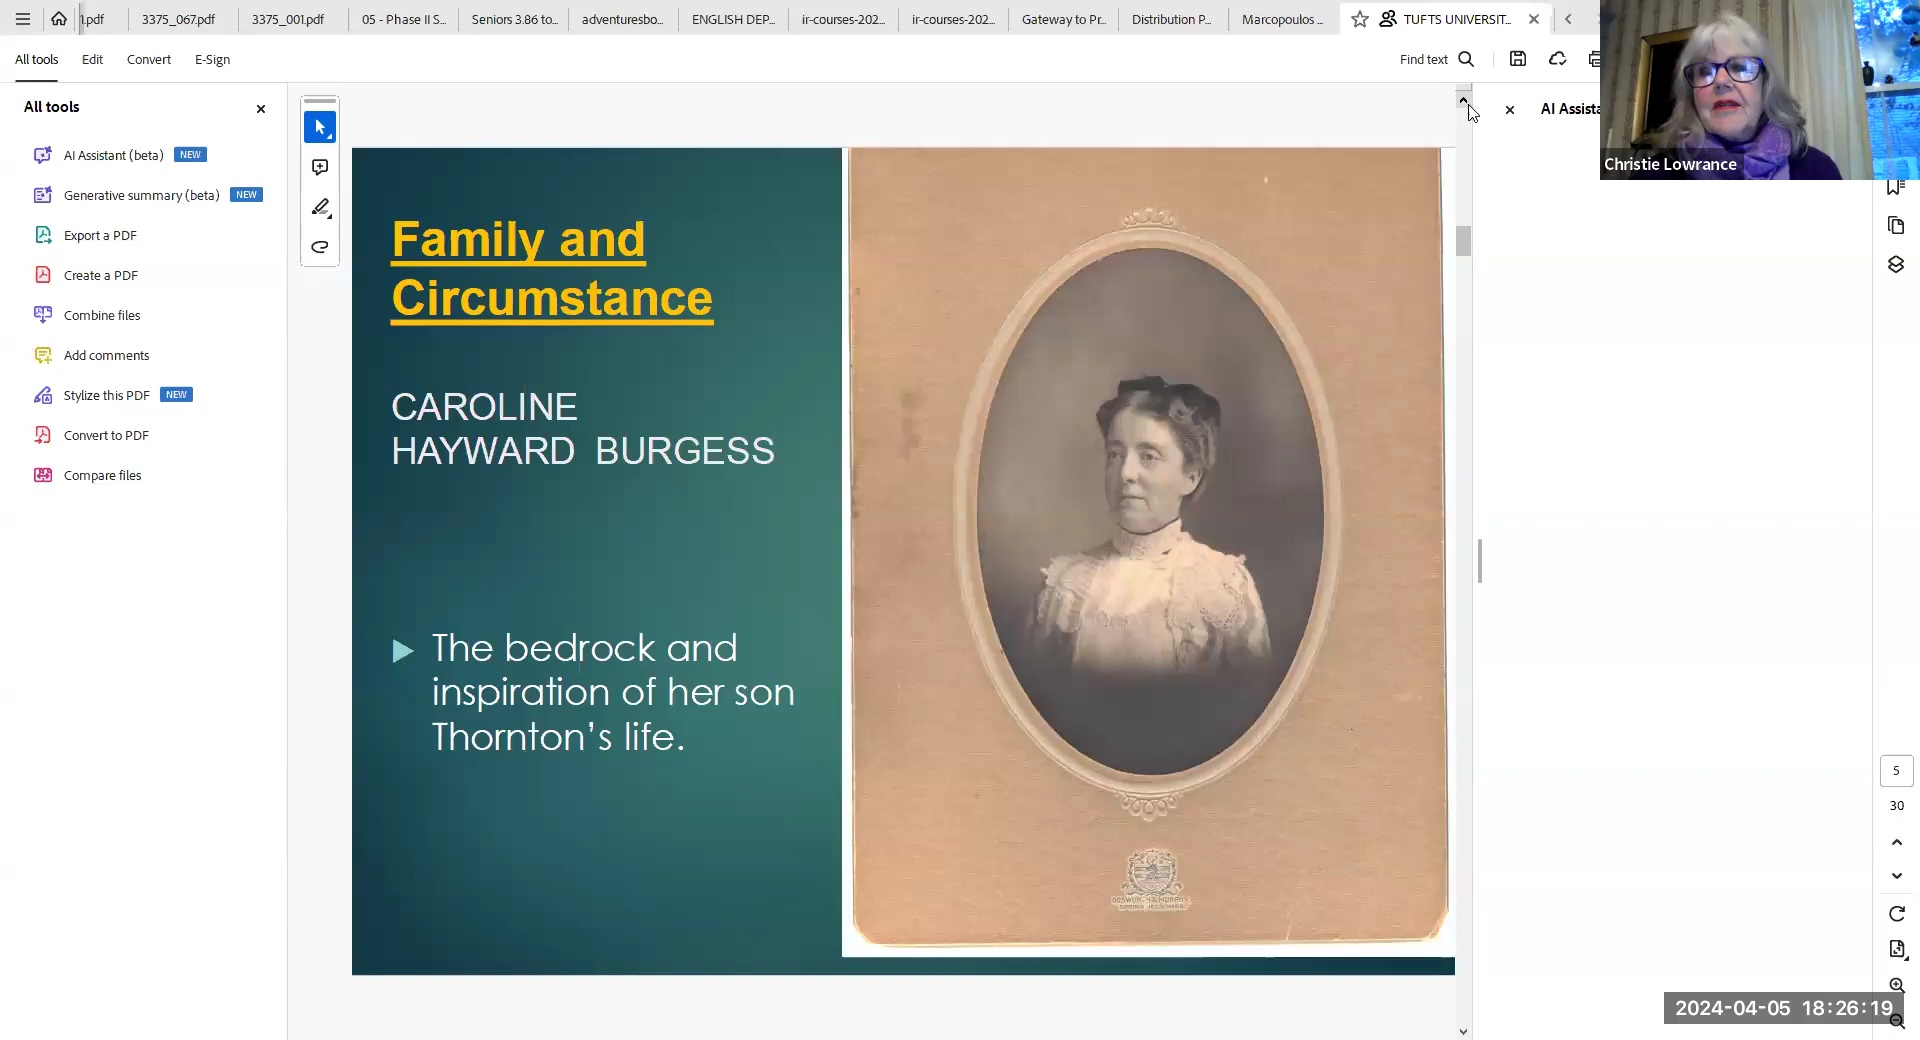 1.pdf
3375_067.pdf
3375_001.pdf
05 - Phase II S...
Seniors 3.86 to...
adventuresbo...
ENGLISH DEP...
ir-courses-202...
ir-courses-202...
Gateway to Pr...
Distribution P...
Marcopoulos ...
TUFTS UNIVERSIT...
All tools
Edit
Convert
E-Sign
Find text
All tools
AI Assistant (beta) NEW
Generative summary (beta) NEW
Export a PDF
Create a PDF
Combine files
Add comments
Stylize this PDF NEW
Convert to PDF
Compare files
Family and
Circumstance
CAROLINE
HAYWARD BURGESS
The bedrock and
inspiration of her son
Thornton’s life.
AI Assista
Christie Lowrance
5
30
2024-04-05 18:26:19